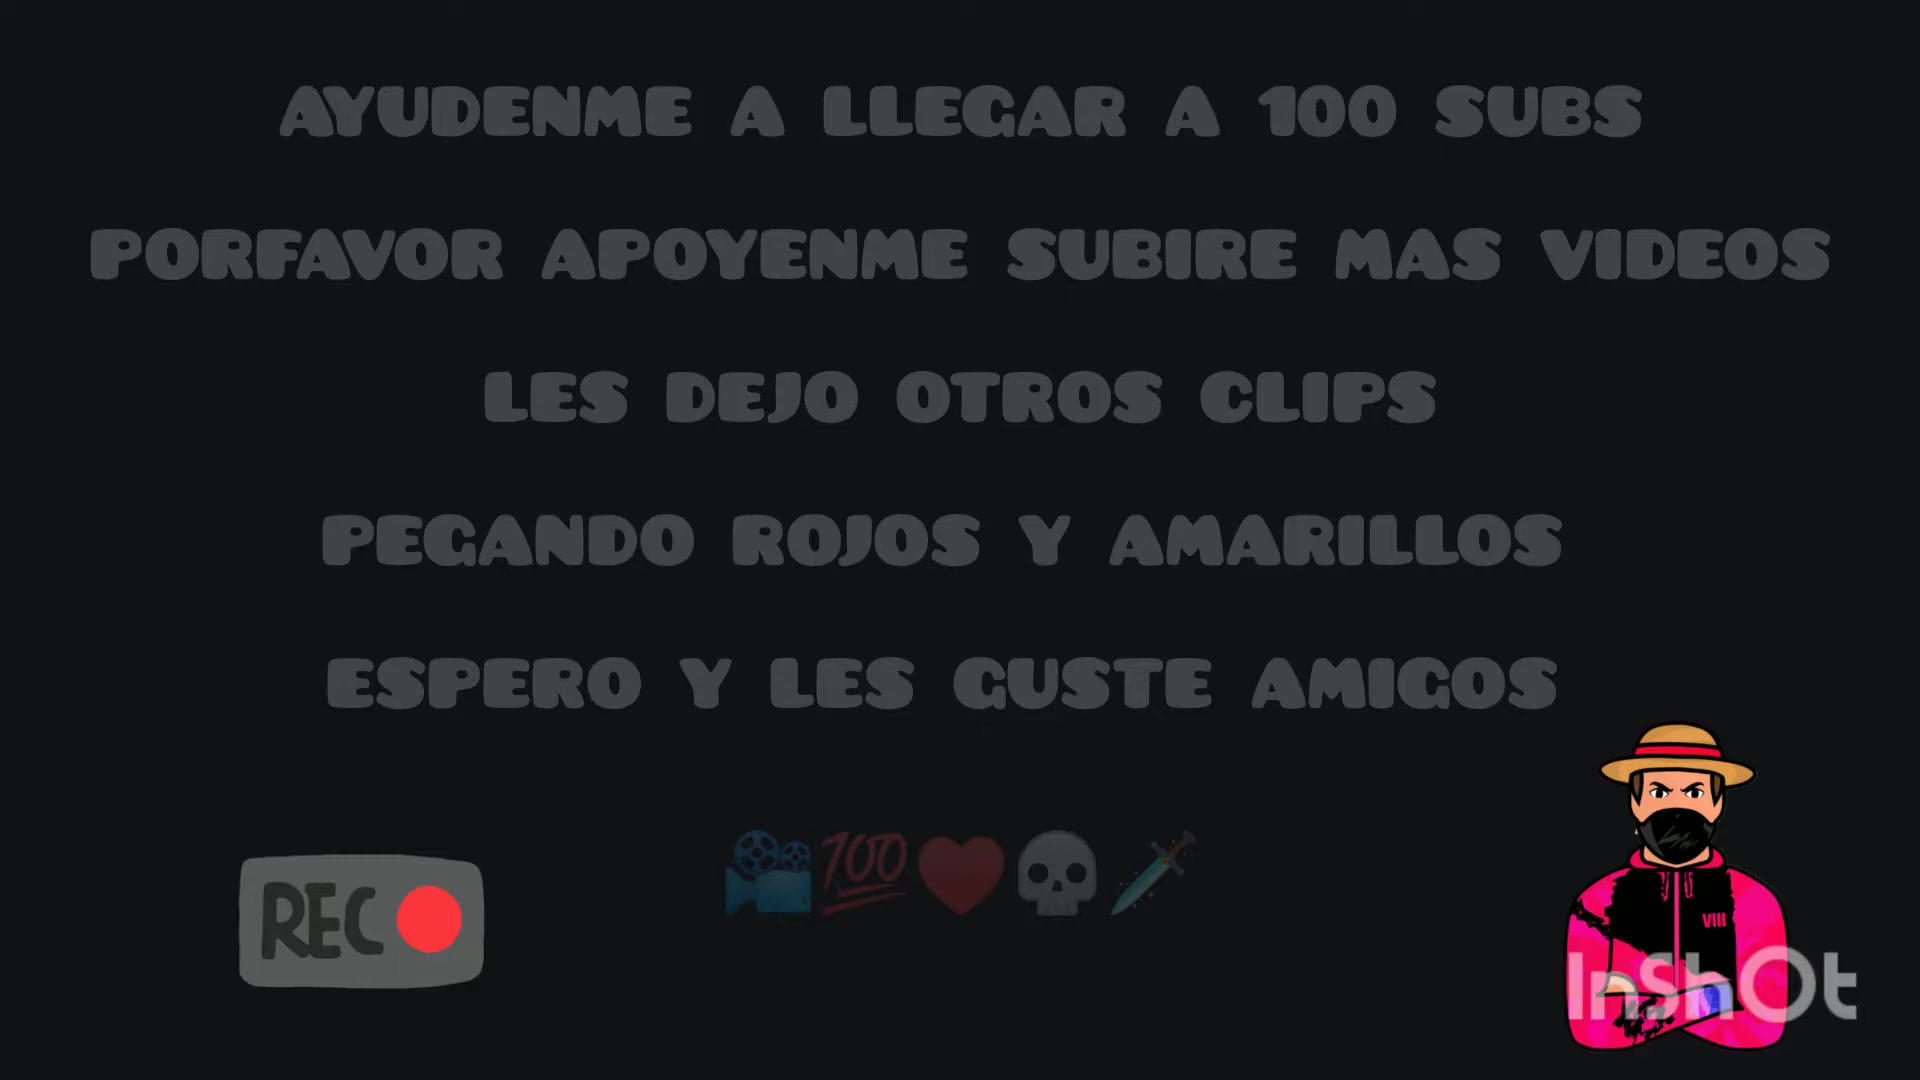 AYUDENME A LLEGAR A 100 SUBS
PORFAVOR APOYENME SUBIRE MAS VIDEOS
LES DEJO OTROS CLIPS
PEGANDO ROJOS Y AMARILLOS
ESPERO Y LES GUSTE AMIGOS
🎥💯❤️💀🗡️
REC
VIII
InShOt